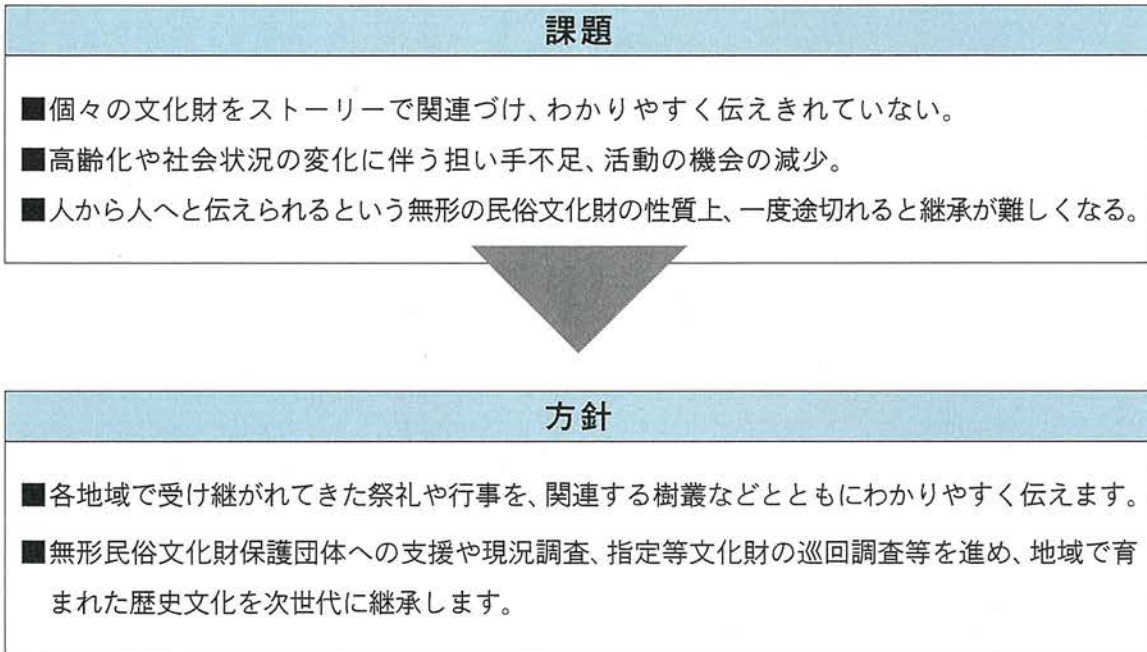 課題
■個々の文化財をストーリーで関連づけ、わかりやすく伝えきれていない。
■高齢化や社会状況の変化に伴う担い手不足、活動の機会の減少。
■人から人へと伝えられるという無形の民俗文化財の性質上、一度途切れると継承が難しくなる。
方針
■各地域で受け継がれてきた祭礼や行事を、関連する樹叢などとともにわかりやすく伝えます。
■無形民俗文化財保護団体への支援や現況調査、指定等文化財の巡回調査等を進め、地域で育
まれた歴史文化を次世代に継承します。